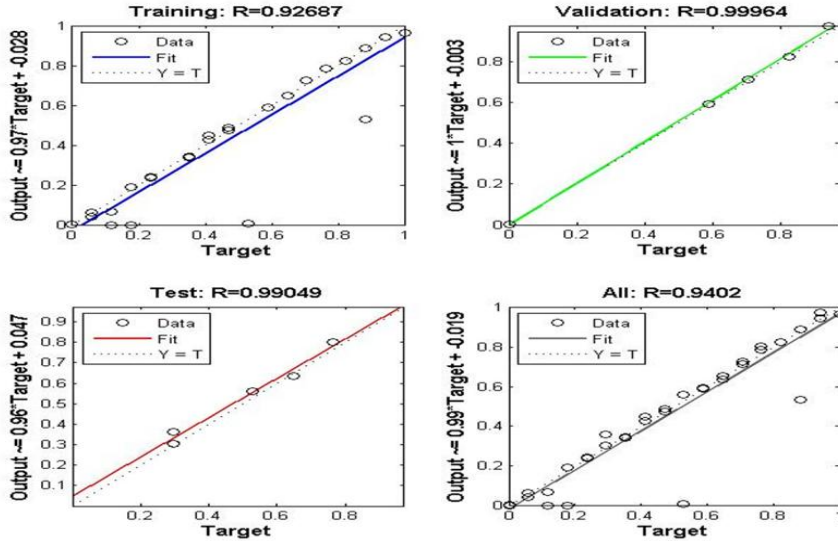 Training: R=0.92687
Output ~= 0.97*Target + -0.028
1
0.8
0.6
0.4
0.2
0
Data
Fit
Y = T
0.2
0.4
0.6
0.8
1
Target
Validation: R=0.99964
Output ~= 1*Target + -0.003
0.8
0.6
0.4
0.2
0
Data
Fit
Y = T
0
0.2
0.4
0.6
0.8
Target
Test: R=0.99049
Output ~= 0.96*Target + 0.047
0.9
0.8
0.7
0.6
0.5
0.4
0.3
0.2
0.1
Data
Fit
Y = T
0.2
0.4
0.6
0.8
Target
All: R=0.9402
Output ~= 0.99*Target + -0.019
1
0.8
0.6
0.4
0.2
0
Data
Fit
Y = T
0
0.2
0.4
0.6
0.8
Target